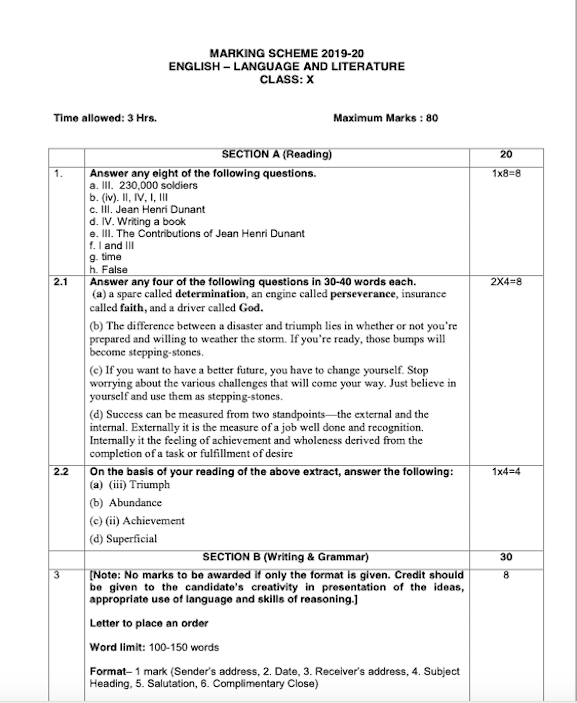 MARKING SCHEME 2019-20
ENGLISH – LANGUAGE AND LITERATURE
CLASS: X
Time allowed: 3 Hrs. Maximum Marks : 80
SECTION A (Reading) 20
1. Answer any eight of the following questions. 1x8=8
a. III. 230,000 soldiers
b. (iv). II, IV, I, III
c. III. Jean Henri Dunant
d. IV. Writing a book
e. III. The Contributions of Jean Henri Dunant
f. I and III
g. time
h. False
2.1 Answer any four of the following questions in 30-40 words each. 2X4=8
(a) a spare called determination, an engine called perseverance, insurance
called faith, and a driver called God.
(b) The difference between a disaster and triumph lies in whether or not you're
prepared and willing to weather the storm. If you're ready, those bumps will
become stepping-stones.
(c) If you want to have a better future, you have to change yourself. Stop
worrying about the various challenges that will come your way. Just believe in
yourself and use them as stepping-stones.
(d) Success can be measured from two standpoints—the external and the
internal. Externally it is the measure of a job well done and recognition.
Internally it the feeling of achievement and wholeness derived from the
completion of a task or fulfillment of desire
2.2 On the basis of your reading of the above extract, answer the following: 1x4=4
(a) (iii) Triumph
(b) Abundance
(c) (ii) Achievement
(d) Superficial
SECTION B (Writing & Grammar) 30
3 [Note: No marks to be awarded if only the format is given. Credit should 8
be given to the candidate's creativity in presentation of the ideas,
appropriate use of language and skills of reasoning.]
Letter to place an order
Word limit: 100-150 words
Format– 1 mark (Sender's address, 2. Date, 3. Receiver's address, 4. Subject
Heading, 5. Salutation, 6. Complimentary Close)